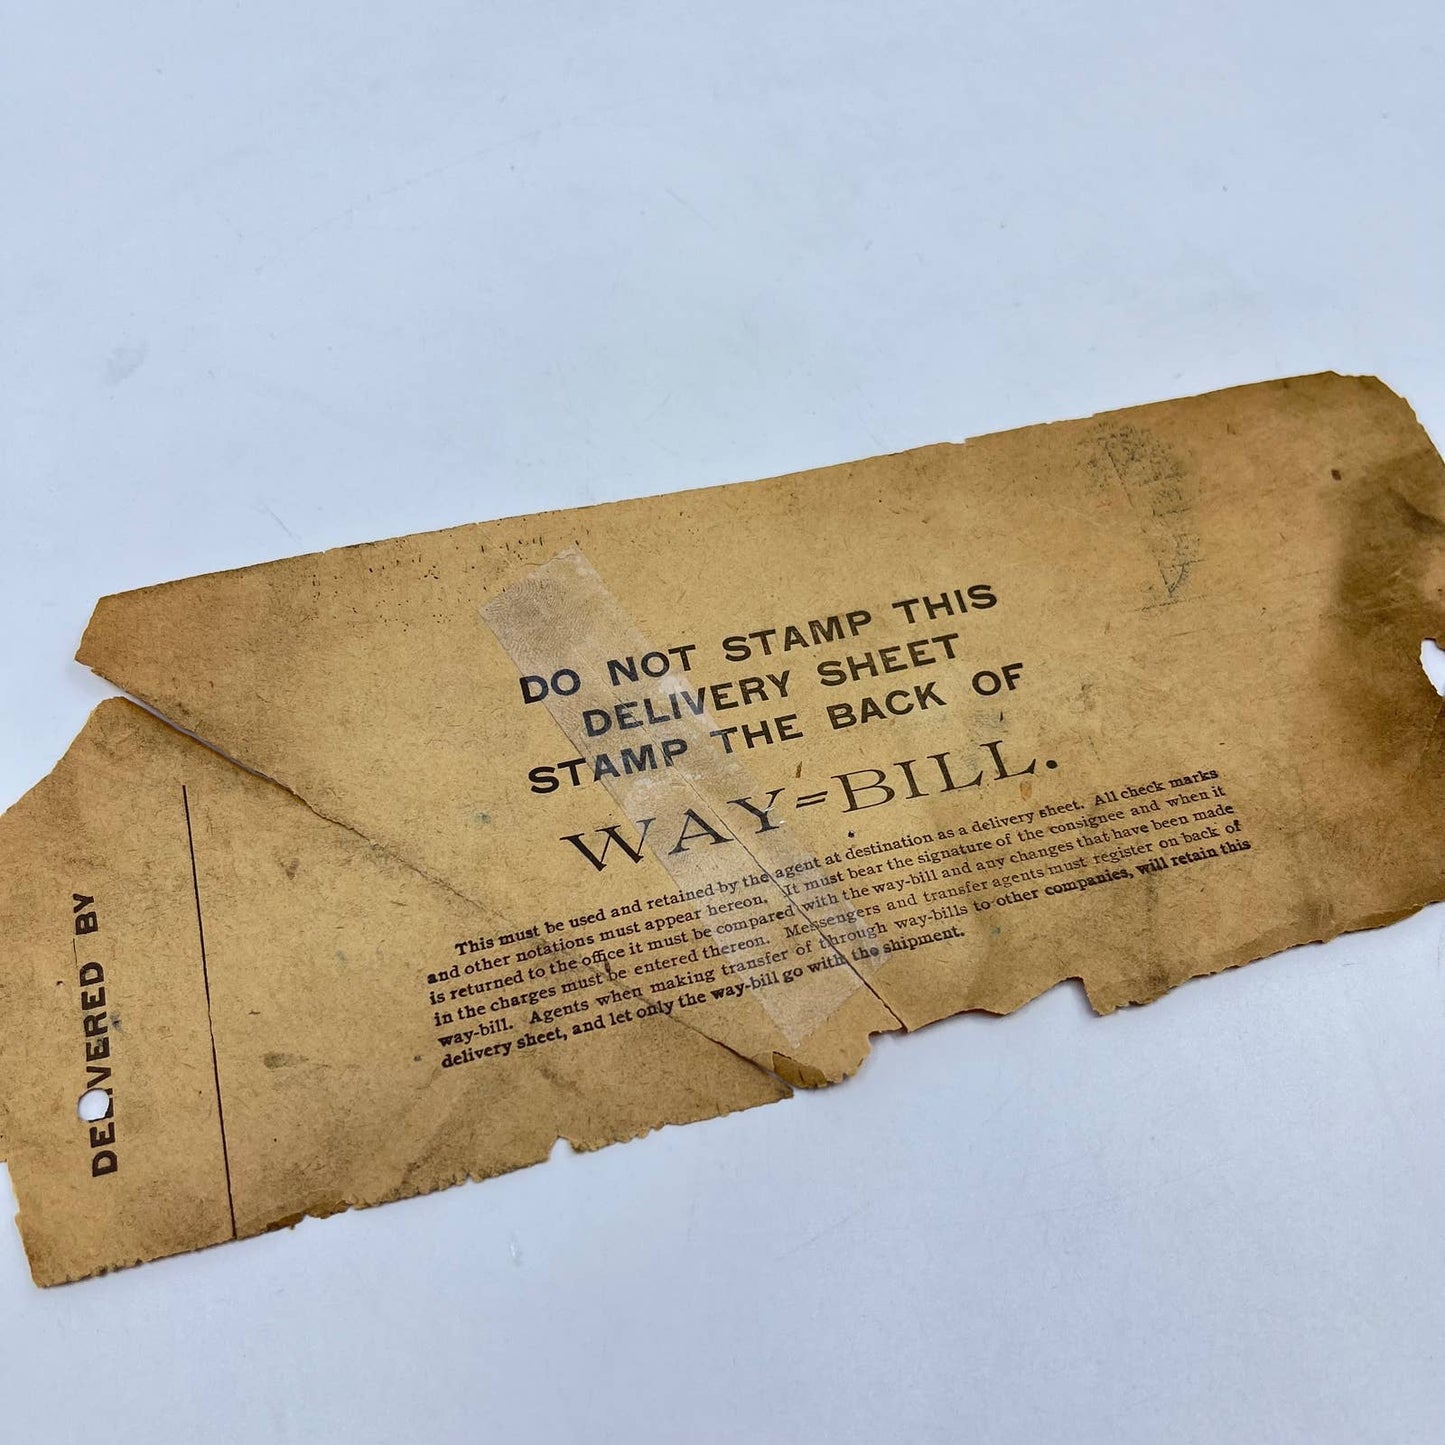 DO NOT STAMP THIS
DELIVERY SHEET
STAMP THE BACK OF
WAY=BILL.
This must be used and retained by the agent at destination as a delivery sheet. All check marks
and other notations must appear hereon. It must bear the signature of the consignee and when it
is returned to the office it must be compared with the way-bill and any changes that have been made
in the charges must be entered thereon. Messengers and transfer agents must register on back of
way-bill. Agents when making transfer of through way-bills to other companies, will retain this
delivery sheet, and let only the way-bill go with the shipment.
DELIVERED BY